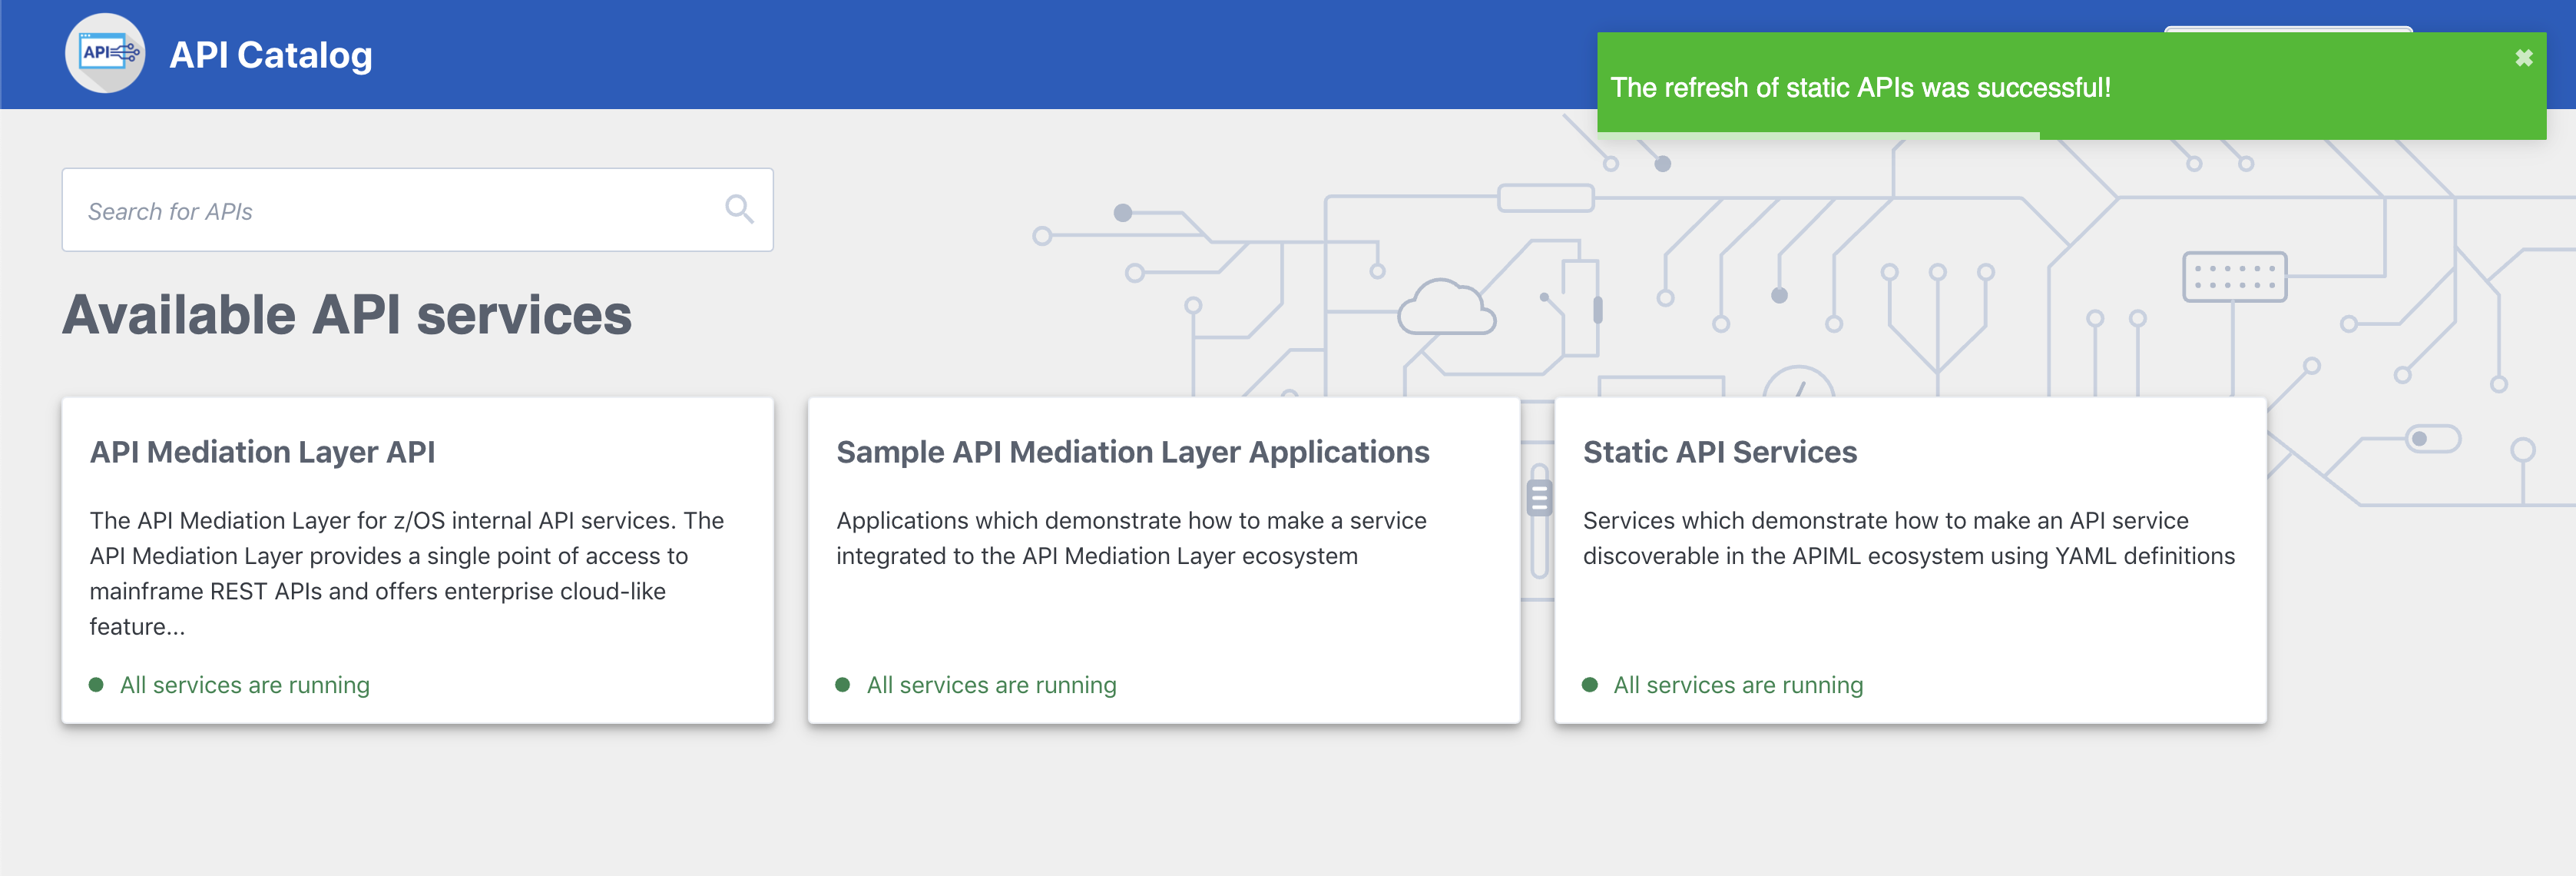 API
API Catalog
The refresh of static APIs was successful!
Search for APIs
Available API services
API Mediation Layer API
The API Mediation Layer for z/OS internal API services. The
API Mediation Layer provides a single point of access to
mainframe REST APIs and offers enterprise cloud-like
feature...
All services are running
Sample API Mediation Layer Applications
Applications which demonstrate how to make a service
integrated to the API Mediation Layer ecosystem
All services are running
Static API Services
Services which demonstrate how to make an API service
discoverable in the APIML ecosystem using YAML definitions
All services are running